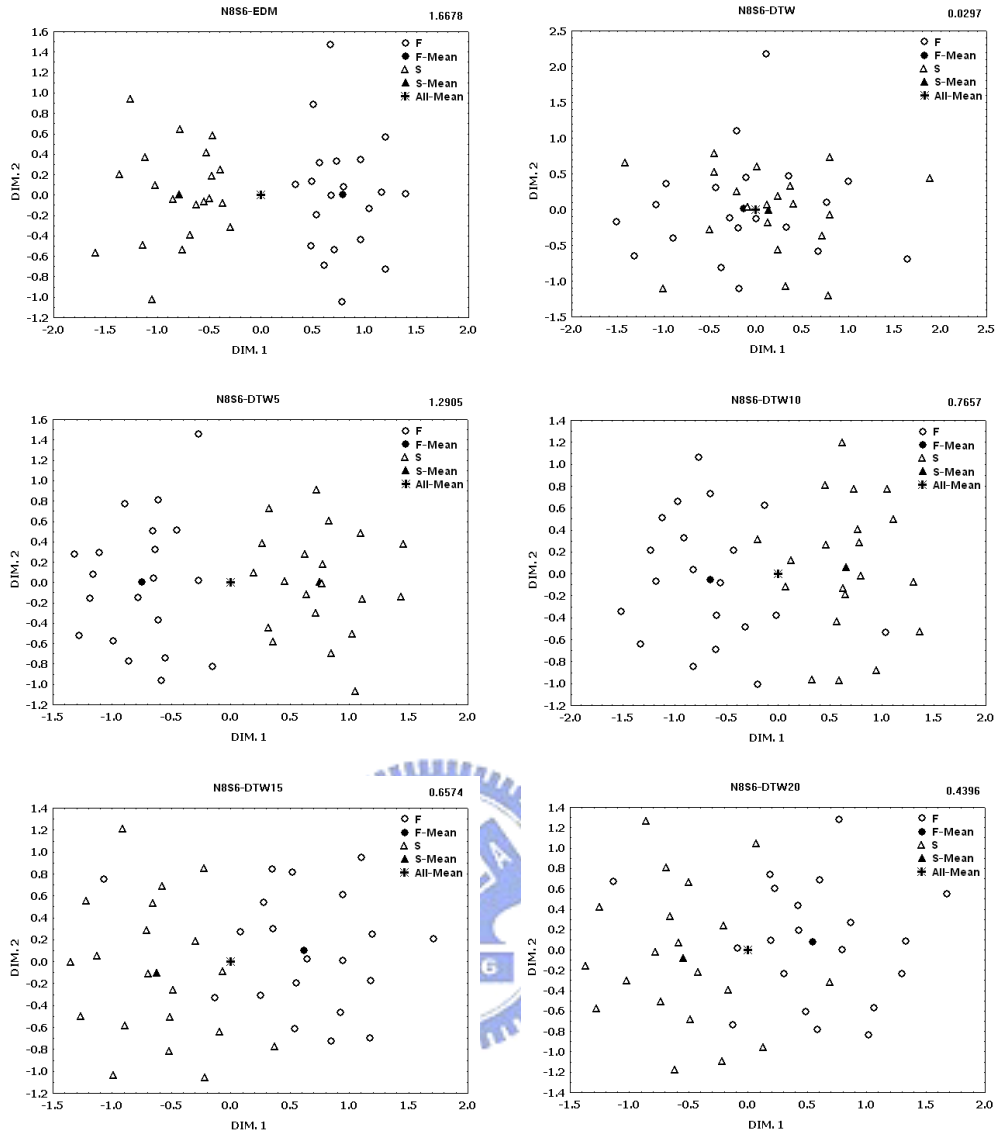 N8S6-EDM 1.6678
F
F-Mean
S
S-Mean
All-Mean
1.6
1.4
1.2
1.0
0.8
0.6
0.4
0.2
0.0
-0.2
-0.4
-0.6
-0.8
-1.0
-1.2
DIM. 2
-2.0 -1.5 -1.0 -0.5 0.0 0.5 1.0 1.5 2.0
DIM. 1
N8S6-DTW 0.0297
F
F-Mean
S
S-Mean
All-Mean
2.5
2.0
1.5
1.0
0.5
0.0
-0.5
-1.0
-1.5
DIM. 2
-2.0 -1.5 -1.0 -0.5 0.0 0.5 1.0 1.5 2.0 2.5
DIM. 1
N8S6-DTW5 1.2905
F
F-Mean
S
S-Mean
All-Mean
1.6
1.4
1.2
1.0
0.8
0.6
0.4
0.2
0.0
-0.2
-0.4
-0.6
-0.8
-1.0
-1.2
DIM. 2
-1.5 -1.0 -0.5 0.0 0.5 1.0 1.5 2.0
DIM. 1
N8S6-DTW10 0.7657
F
F-Mean
S
S-Mean
All-Mean
1.4
1.2
1.0
0.8
0.6
0.4
0.2
0.0
-0.2
-0.4
-0.6
-0.8
-1.0
-1.2
DIM. 2
-2.0 -1.5 -1.0 -0.5 0.0 0.5 1.0 1.5 2.0
DIM. 1
N8S6-DTW15 0.6574
F
F-Mean
S
S-Mean
All-Mean
1.4
1.2
1.0
0.8
0.6
0.4
0.2
0.0
-0.2
-0.4
-0.6
-0.8
-1.0
-1.2
DIM. 2
-1.5 -1.0 -0.5 0.0 0.5 1.0 1.5 2.0
DIM. 1
N8S6-DTW20 0.4396
F
F-Mean
S
S-Mean
All-Mean
1.4
1.2
1.0
0.8
0.6
0.4
0.2
0.0
-0.2
-0.4
-0.6
-0.8
-1.0
-1.2
-1.4
DIM. 2
-1.5 -1.0 -0.5 0.0 0.5 1.0 1.5 2.0
DIM. 1
A
6